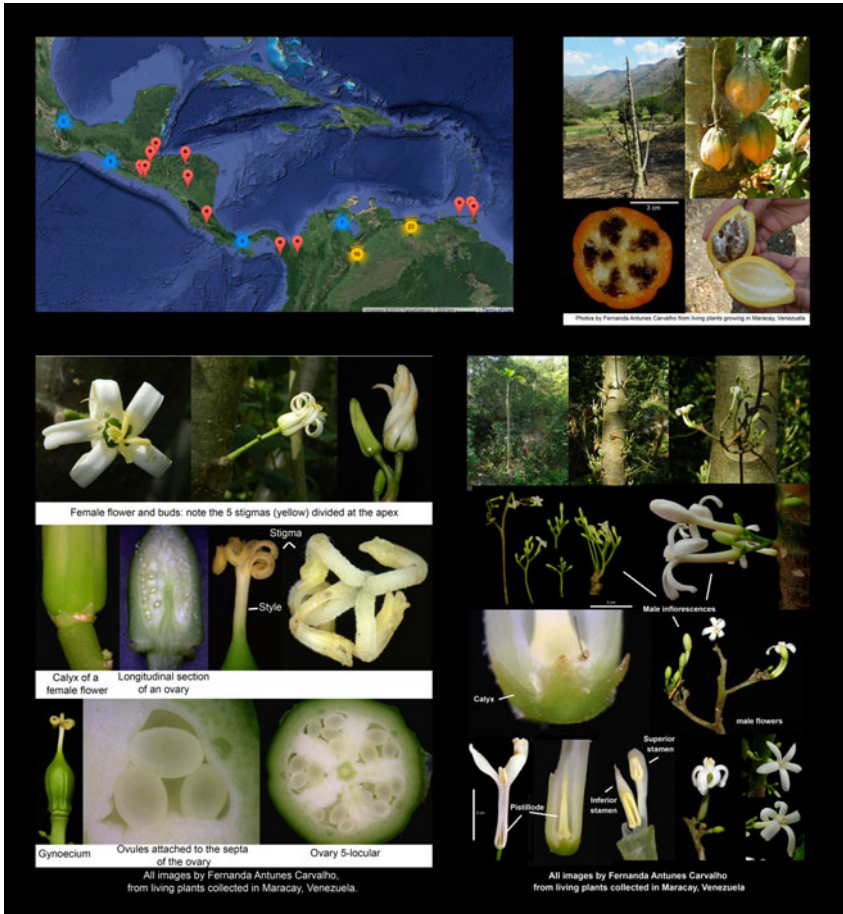 3 cm
Photos by Fernanda Antunes Carvalho from living plants growing in Maracay, Venezuela
Female flower and buds: note the 5 stigmas (yellow) divided at the apex
Stigma
Style
Calyx of a
female flower
Longitudinal section
of an ovary
Gynoecium
Ovules attached to the septa
of the ovary
Ovary 5-locular
All images by Fernanda Antunes Carvalho,
from living plants collected in Maracay, Venezuela.
Male inflorescences
Calyx
male flowers
Superior
stamen
Inferior
stamen
Pistillode
All images by Fernanda Antunes Carvalho
from living plants collected in Maracay, Venezuela